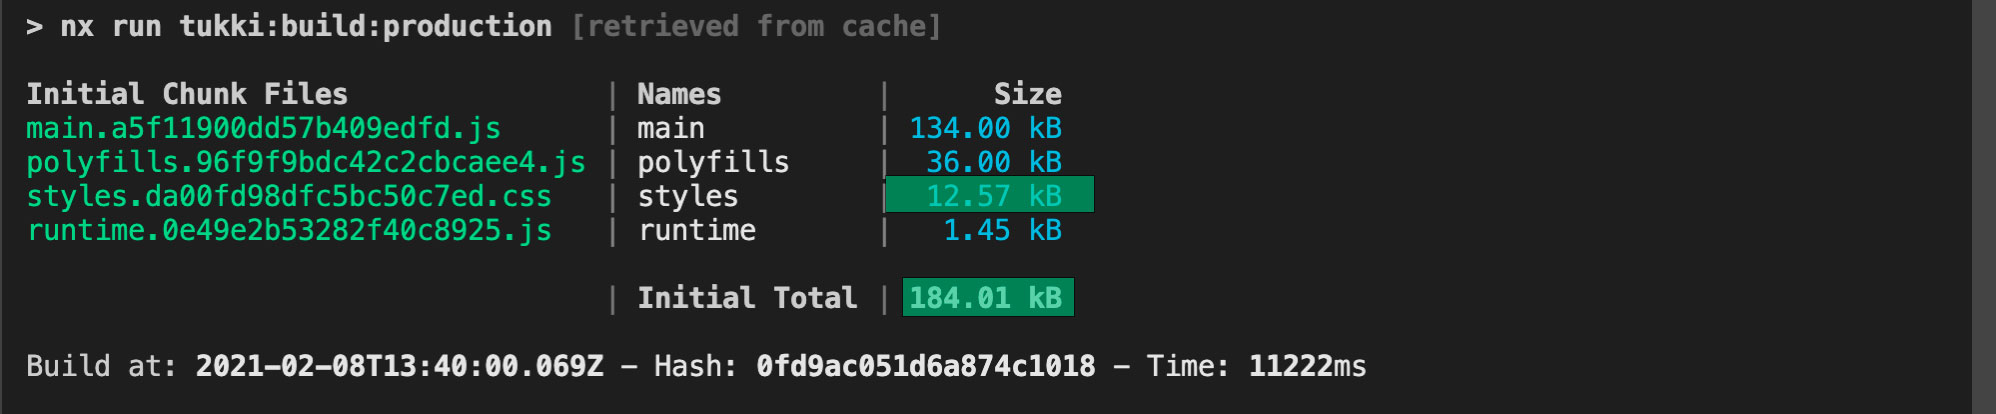 > nx run tukki:build:production [retrieved from cache]
Initial Chunk Files | Names | Size
main.a5f11900dd57b409edfd.js | main | 134.00 kB
polyfills.96f9f9bdc42c2cbcaee4.js | polyfills | 36.00 kB
styles.da00fd98dfc5bc50c7ed.css | styles | 12.57 kB
runtime.0e49e2b53282f40c8925.js | runtime | 1.45 kB
| Initial Total | 184.01 kB
Build at: 2021-02-08T13:40:00.069Z - Hash: 0fd9ac051d6a874c1018 - Time: 11222ms